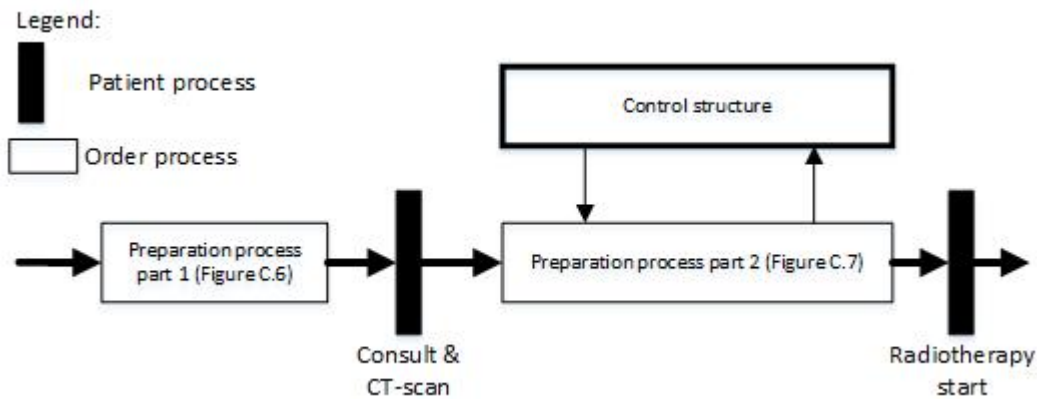 Legend:
Patient process
Order process
Control structure
Preparation process
part 1 (Figure C.6)
Preparation process part 2 (Figure C.7)
Consult &
CT-scan
Radiotherapy
start